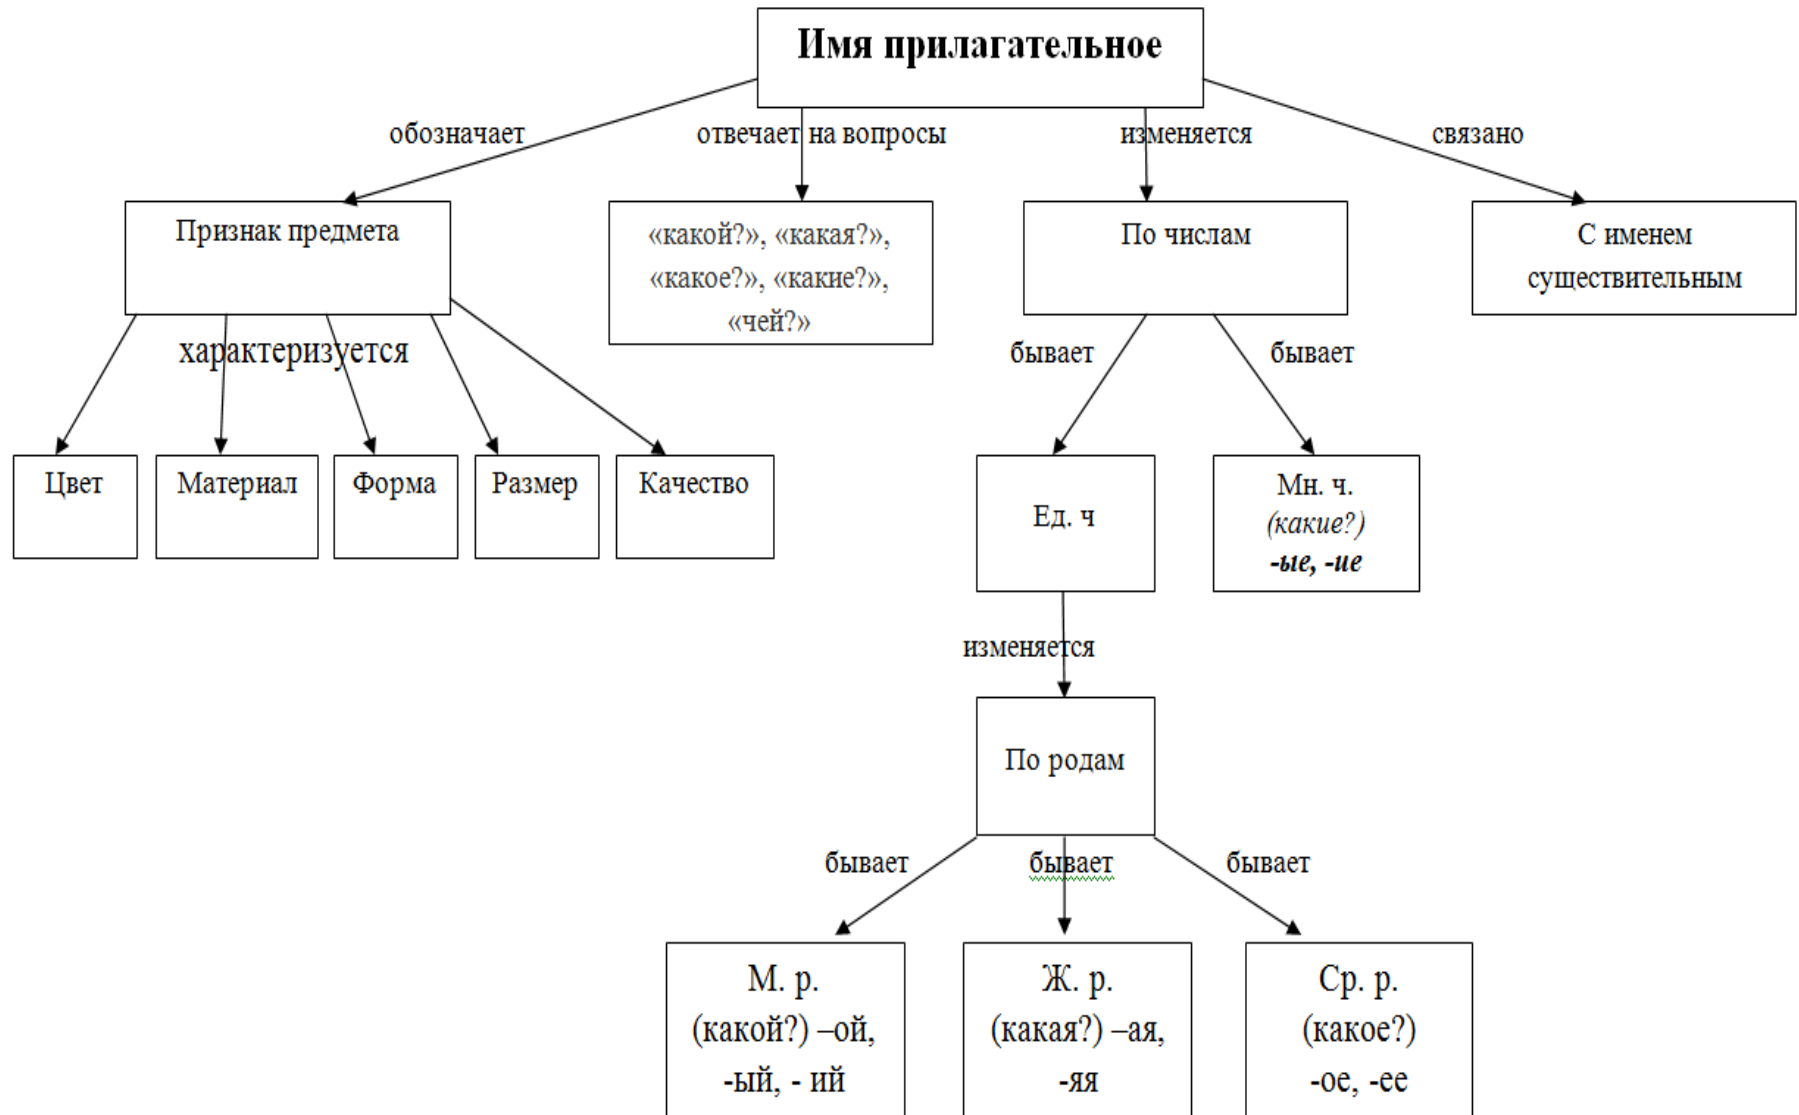 Имя прилагательное
обозначает
отвечает на вопросы
изменяется
связано
Признак предмета
«какой?», «какая?»,
«какое?», «какие?»,
«чей?»
По числам
С именем
существительным
характеризуется
бывает
бывает
Цвет
Материал
Форма
Размер
Качество
Ед. ч
Мн. ч.
(какие?)
-ые, -ие
изменяется
По родам
бывает
бывает
бывает
М. р.
(какой?) –ой,
-ый, - ий
Ж. р.
(какая?) –ая,
-яя
Ср. р.
(какое?)
-ое, -ее